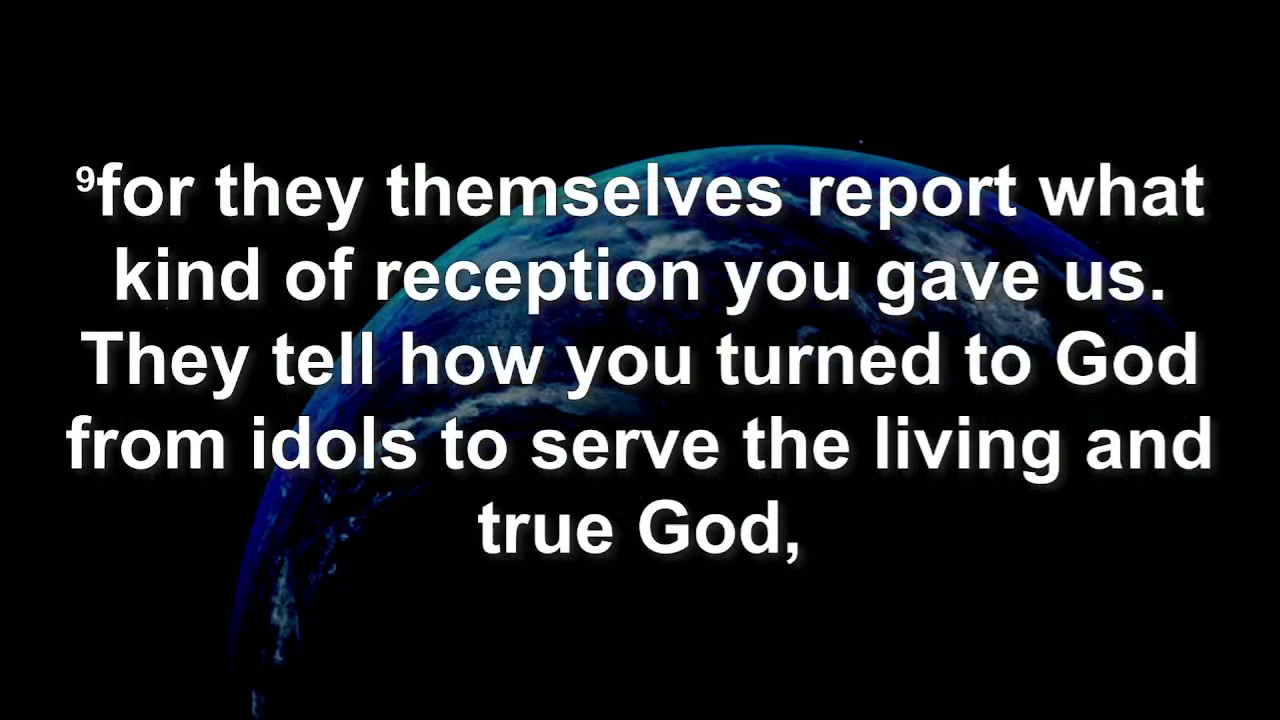 ⁹for they themselves report what
kind of reception you gave us.
They tell how you turned to God
from idols to serve the living and
true God,